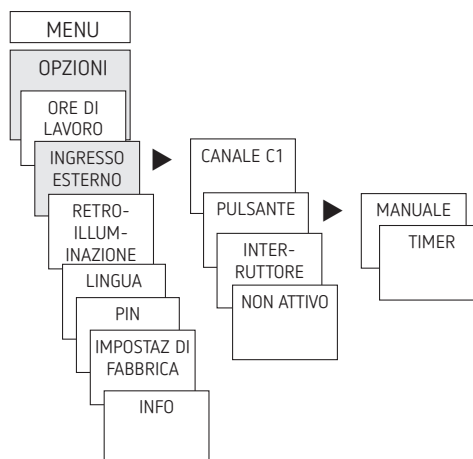 MENU
OPZIONI
ORE DI
LAVORO
INGRESSO
ESTERNO
RETRO-
ILLUM-
INAZIONE
LINGUA
PIN
IMPOSTAZ DI
FABBRICA
INFO
CANALE C1
PULSANTE
INTER-
RUTTORE
NON ATTIVO
MANUALE
TIMER